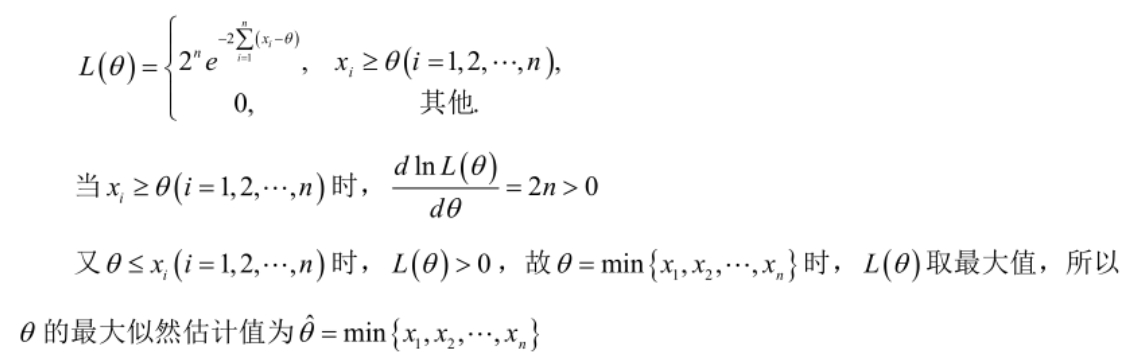 L(θ) = { 2^n e^{-2∑_{i=1}^{n}(x_i-θ)}, x_i ≥ θ(i=1,2,⋯,n),
0, 其他.
当 x_i ≥ θ(i=1,2,⋯,n) 时， d ln L(θ)/dθ = 2n > 0
又 θ ≤ x_i (i=1,2,⋯,n) 时， L(θ)>0， 故 θ = min{x_1,x_2,⋯,x_n} 时， L(θ) 取最大值，所以
θ 的最大似然估计值为 θ̂ = min{x_1,x_2,⋯,x_n}